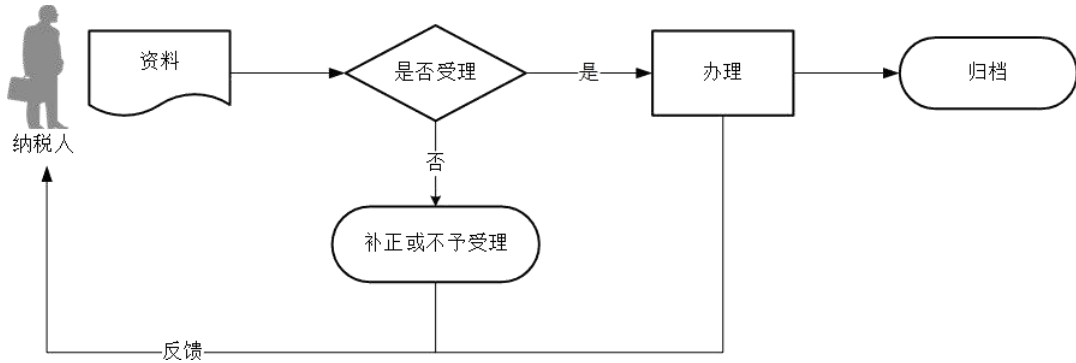 资料
是否受理
是
办理
归档
纳税人
否
补正或不予受理
反馈